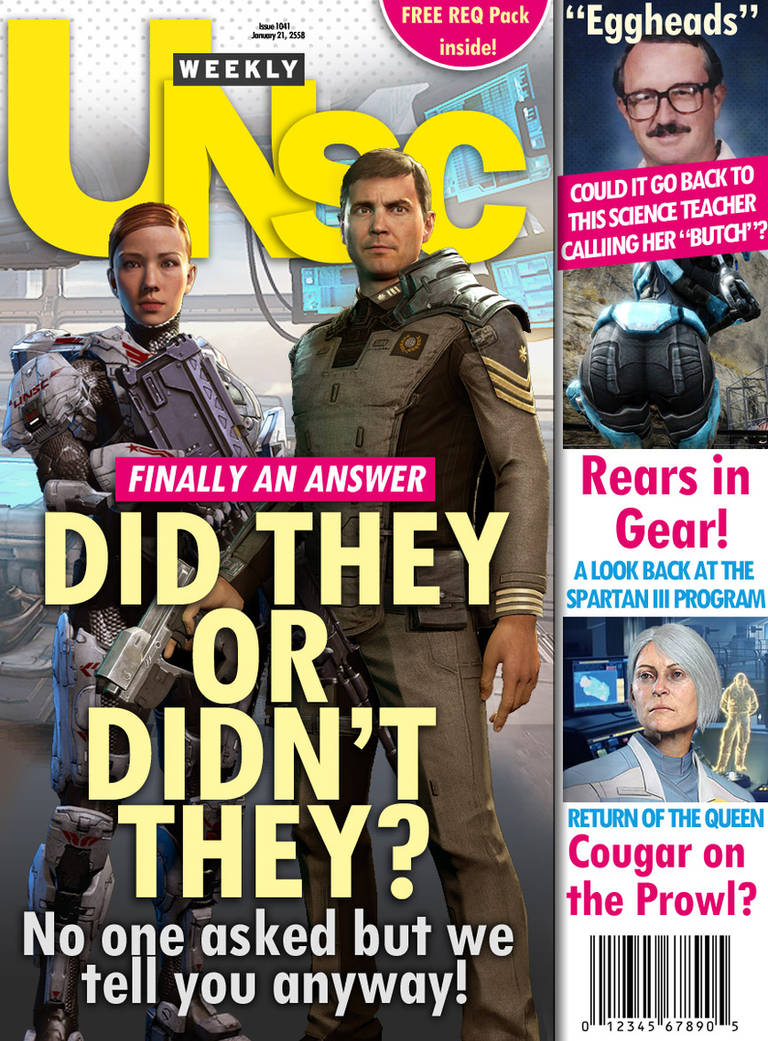 Issue 1041
January 21, 2558
WEEKLY
UNSC
FREE REQ Pack
inside!
"Eggheads"
COULD IT GO BACK TO
THIS SCIENCE TEACHER
CALLIING HER "BUTCH"?
UNSC
FINALLY AN ANSWER
DID THEY
OR
DIDN'T
THEY?
No one asked but we
tell you anyway!
Rears in
Gear!
A LOOK BACK AT THE
SPARTAN III PROGRAM
RETURN OF THE QUEEN
Cougar on
the Prowl?
0 12345 67890 5